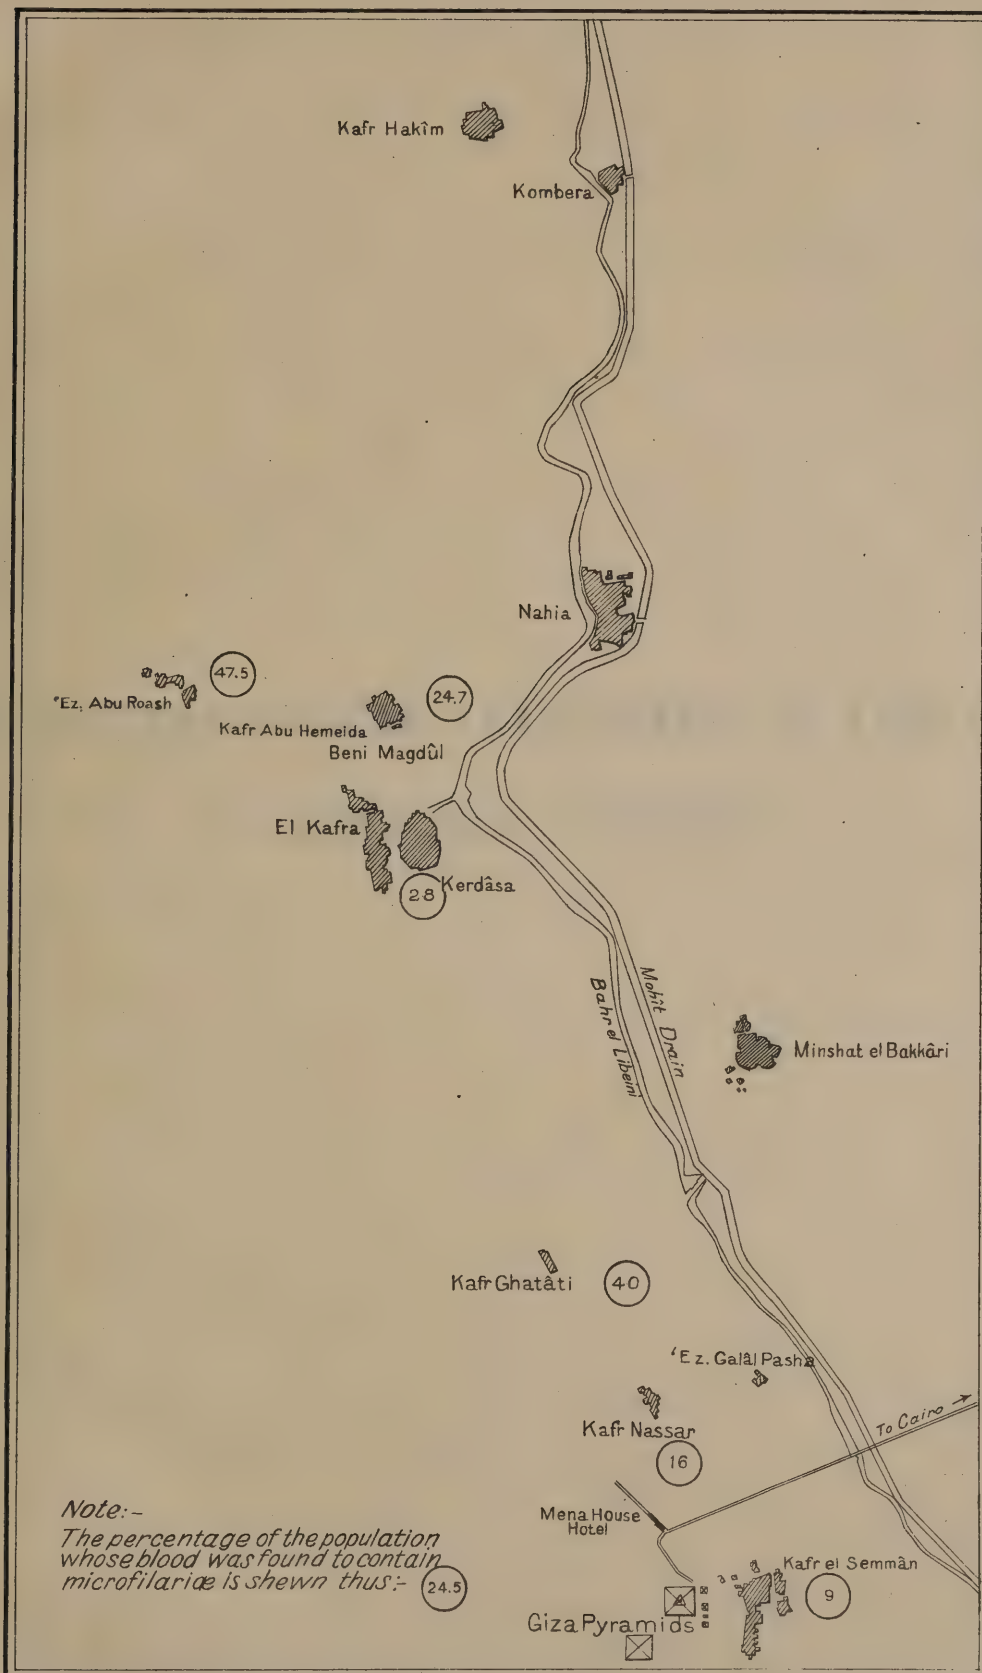 Kafr Hakîm
Kombera
Nahia
47.5
'Ez. Abu Roash
24.7
Kafr Abu Hemeida
Beni Magdûl
El Kafra
Kerdâsa
28
Mohît Drain
Bahr el Libeini
Minshat el Bakkâri
Kafr Ghatâti
40
'Ez. Galâl Pasha
Kafr Nassar
To Cairo
16
Mena House
Hotel
Note:-
The percentage of the population
whose blood was found to contain
microfilariæ is shewn thus:- 24.5
Kafr el Semmân
9
Giza Pyramids